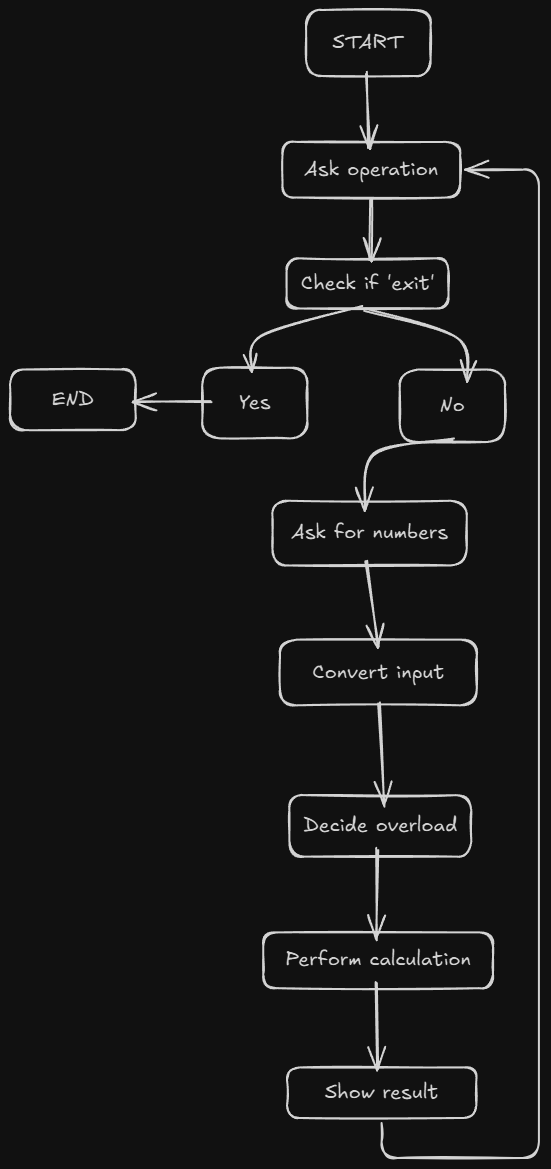 START
Ask operation
Check if 'exit'
END
Yes
No
Ask for numbers
Convert input
Decide overload
Perform calculation
Show result